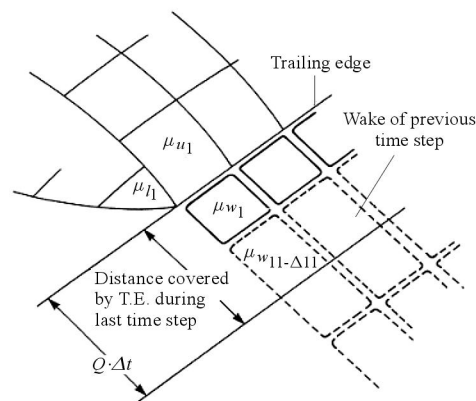 Trailing edge
Wake of previous
time step
μu1
μl1
μw1
μw11-Δ11
Distance covered
by T.E. during
last time step
Q·Δt